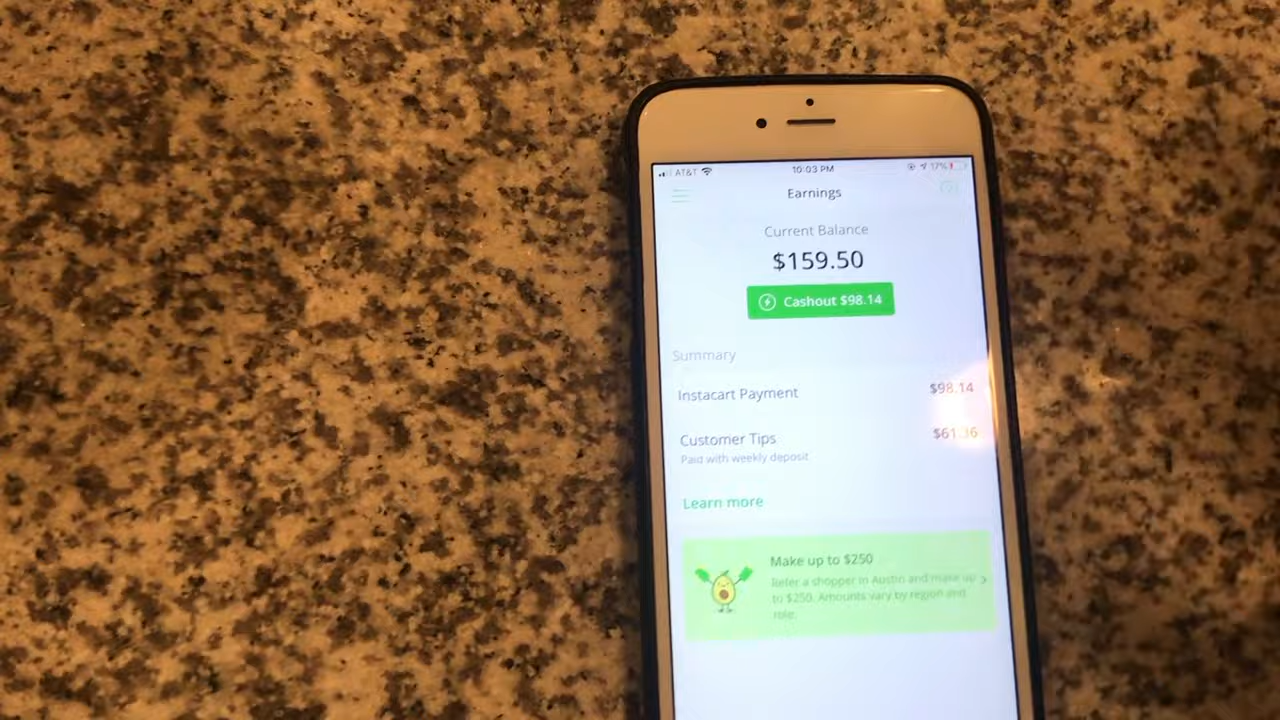 AT&T 10:03 PM 17%
Earnings
Current Balance
$159.50
Cashout $98.14
Summary
Instacart Payment $98.14
Customer Tips $61.36
Paid with weekly deposit
Learn more
Make up to $250
Refer a shopper in Austin and make up
to $250. Amounts vary by region and
role.